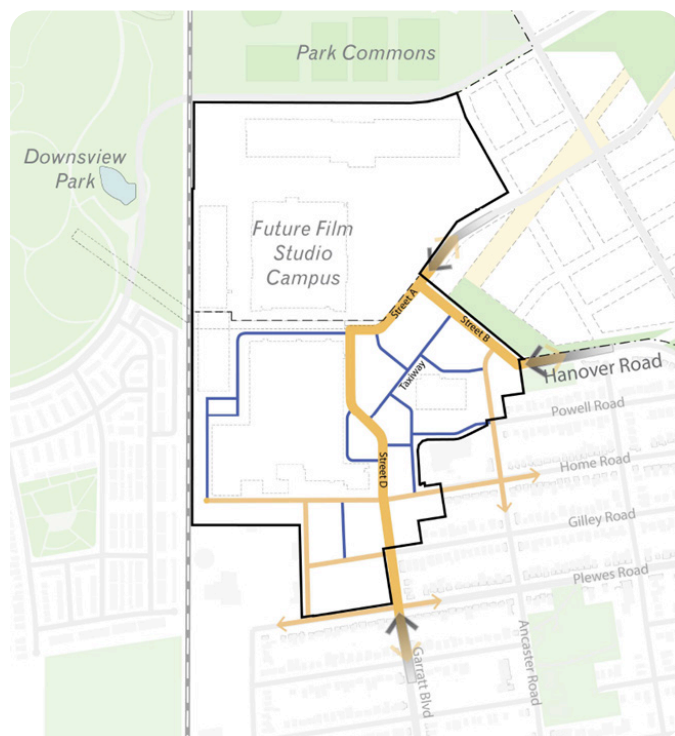 Park Commons
Downsview
Park
Future Film
Studio
Campus
Street A
Street B
Taxiway
Hanover Road
Powell Road
Street D
Home Road
Gilley Road
Plewes Road
Ancaster Road
Garratt Blvd